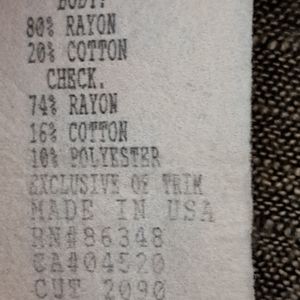 BODY:
80% RAYON
20% COTTON
CHECK.
74% RAYON
16% COTTON
10% POLYESTER
EXCLUSIVE OF TRIM
MADE IN USA
RN#86348
CA404520
CUT 2090